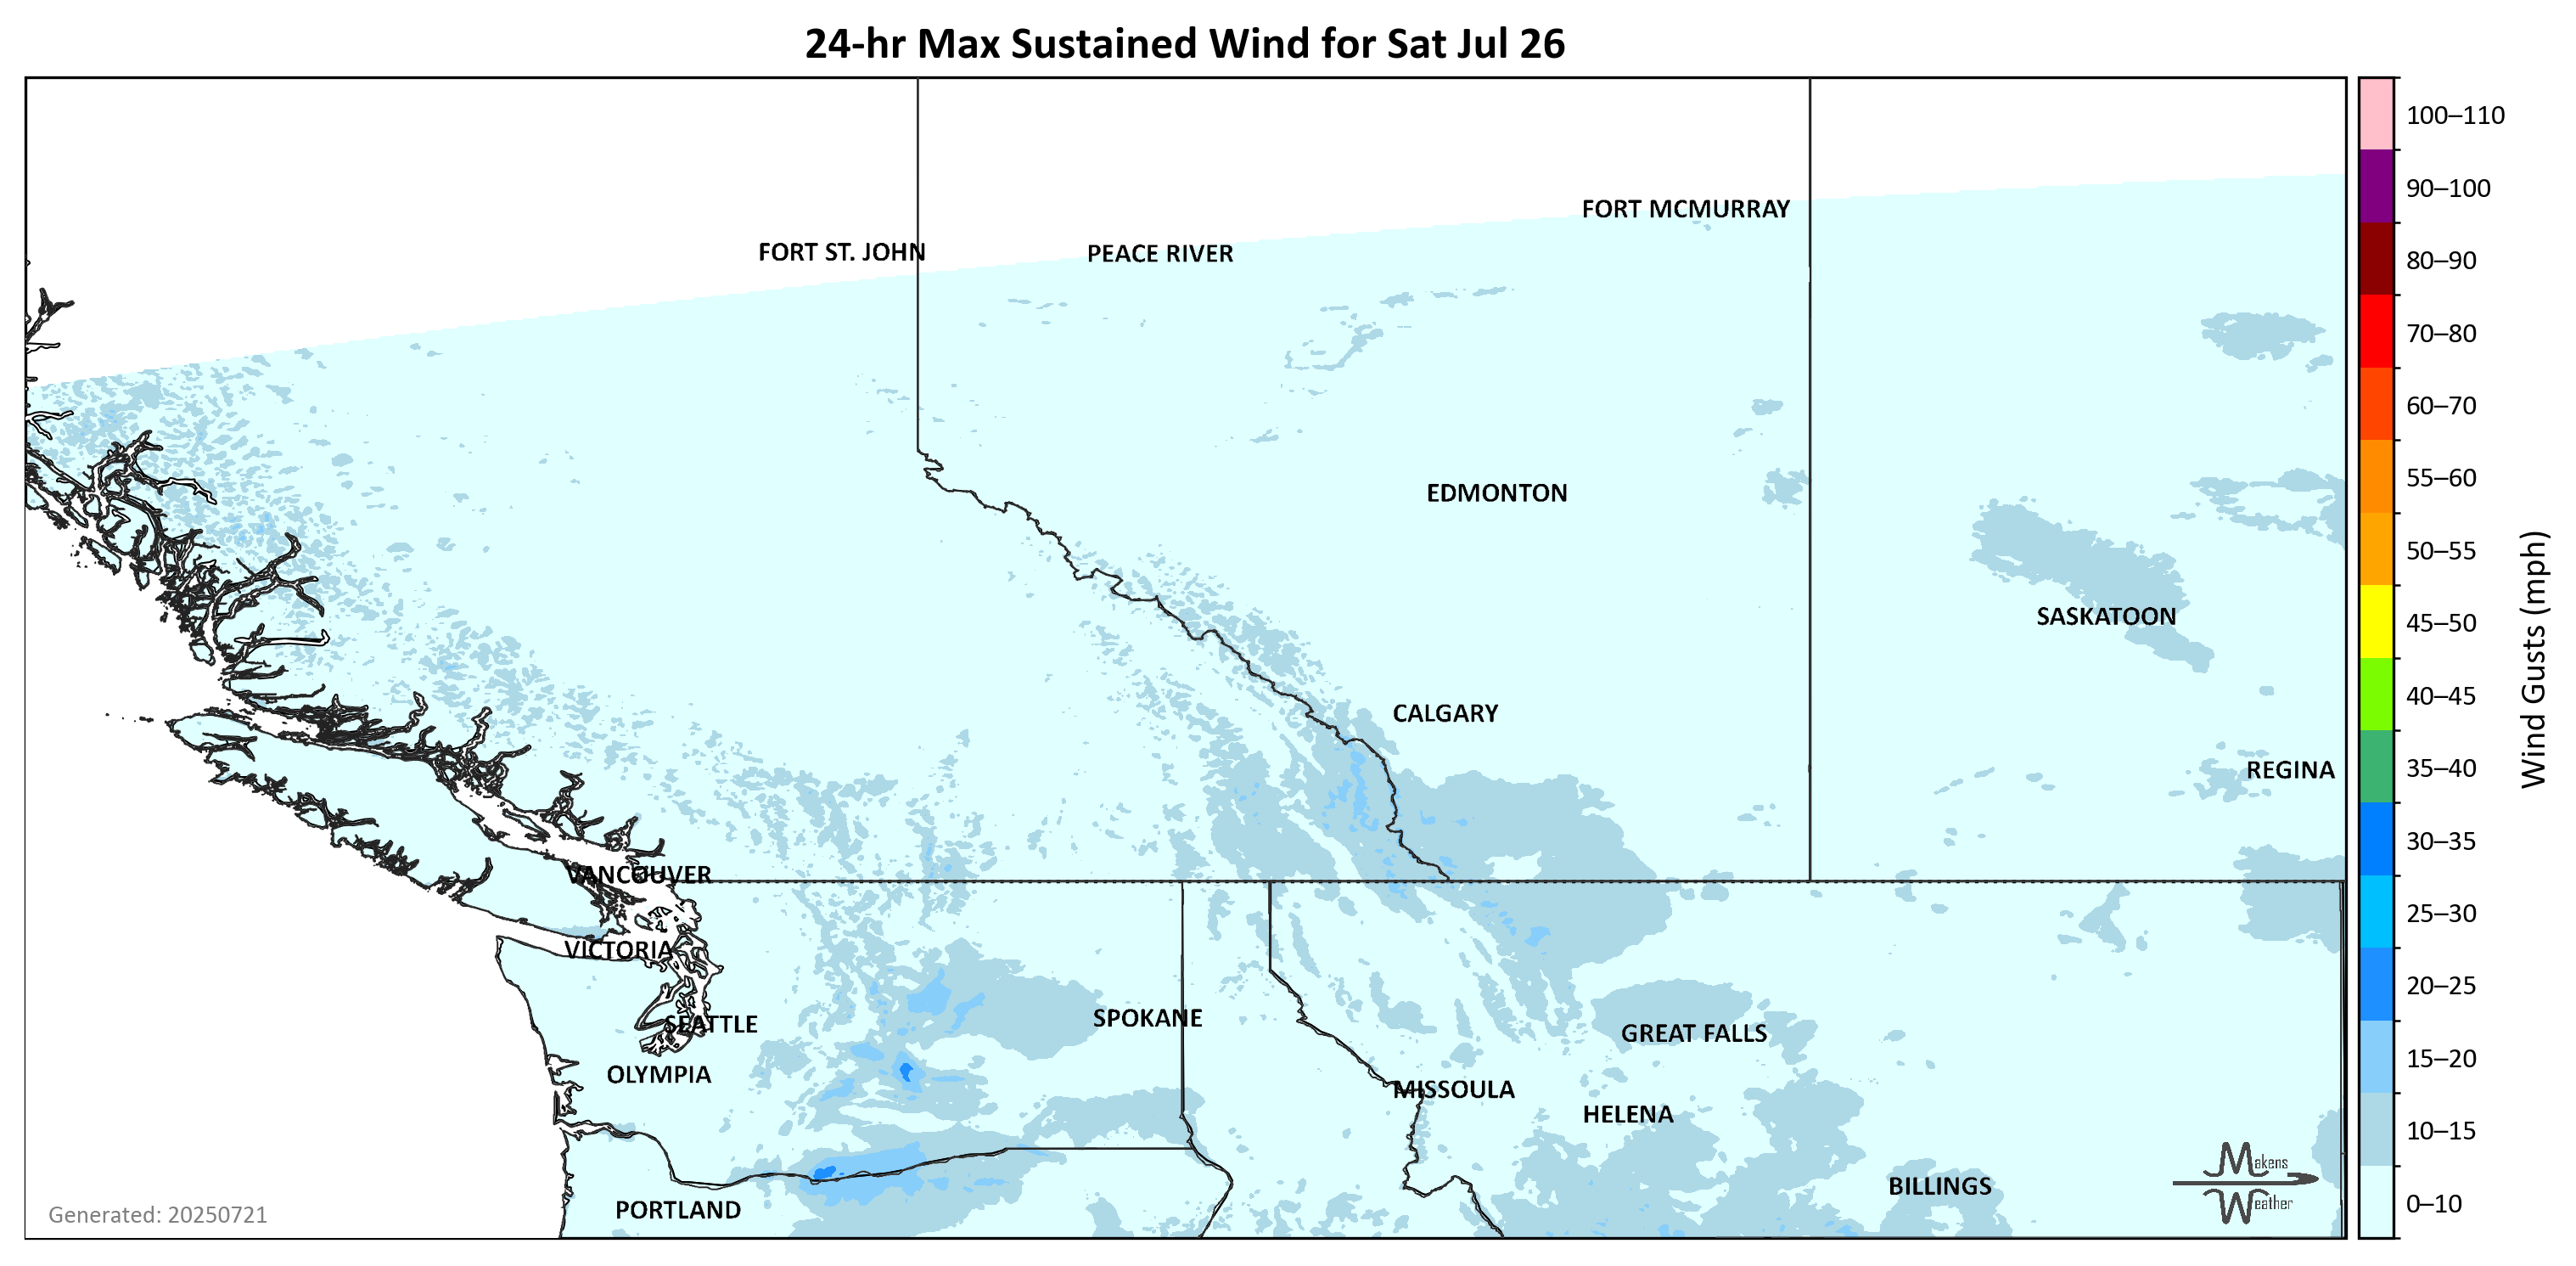 24-hr Max Sustained Wind for Sat Jul 26
100–110
90–100
80–90
70–80
60–70
55–60
50–55
45–50
40–45
35–40
30–35
25–30
20–25
15–20
10–15
0–10
Wind Gusts (mph)
FORT MCMURRAY
FORT ST. JOHN
PEACE RIVER
EDMONTON
SASKATOON
CALGARY
REGINA
VANCOUVER
VICTORIA
SPOKANE
SEATTLE
GREAT FALLS
OLYMPIA
MISSOULA
HELENA
BILLINGS
PORTLAND
Makens
Weather
Generated: 20250721